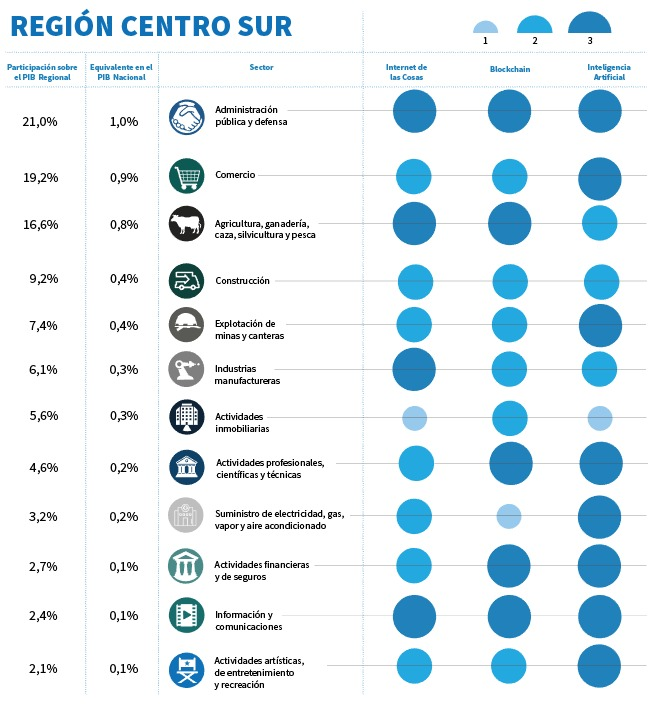 REGIÓN CENTRO SUR
1
2
3
Participación sobre
el PIB Regional
Equivalente en el
PIB Nacional
Sector
Internet de
las Cosas
Blockchain
Inteligencia
Artificial
21,0%
1,0%
Administración
pública y defensa
19,2%
0,9%
Comercio
16,6%
0,8%
Agricultura, ganadería,
caza, silvicultura y pesca
9,2%
0,4%
Construcción
7,4%
0,4%
Explotación de
minas y canteras
6,1%
0,3%
Industrias
manufactureras
5,6%
0,3%
Actividades
inmobiliarias
4,6%
0,2%
Actividades profesionales,
científicas y técnicas
3,2%
0,2%
Suministro de electricidad, gas,
vapor y aire acondicionado
2,7%
0,1%
Actividades financieras
y de seguros
2,4%
0,1%
Información y
comunicaciones
2,1%
0,1%
Actividades artísticas,
de entretenimiento
y recreación